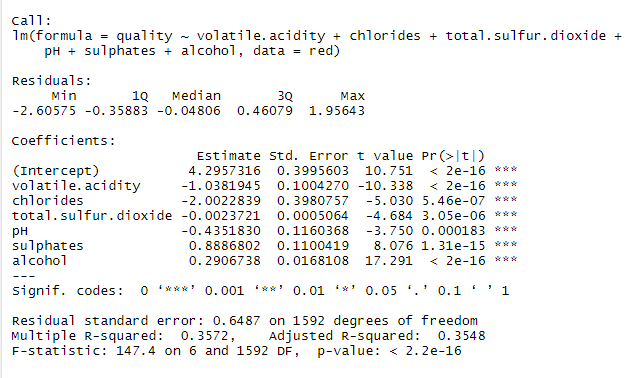 Call:
lm(formula = quality ~ volatile.acidity + chlorides + total.sulfur.dioxide +
    pH + sulphates + alcohol, data = red)
Residuals:
     Min       1Q   Median       3Q      Max
-2.60575 -0.35883 -0.04806  0.46079  1.95643
Coefficients:
                       Estimate Std. Error t value Pr(>|t|)
(Intercept)           4.2957316  0.3995603  10.751  < 2e-16 ***
volatile.acidity     -1.0381945  0.1004270 -10.338  < 2e-16 ***
chlorides            -2.0022839  0.3980757  -5.030 5.46e-07 ***
total.sulfur.dioxide -0.0023721  0.0005064  -4.684 3.05e-06 ***
pH                   -0.4351830  0.1160368  -3.750 0.000183 ***
sulphates             0.8886802  0.1100419   8.076 1.31e-15 ***
alcohol               0.2906738  0.0168108  17.291  < 2e-16 ***
---
Signif. codes:  0 ‘***’ 0.001 ‘**’ 0.01 ‘*’ 0.05 ‘.’ 0.1 ‘ ’ 1
Residual standard error: 0.6487 on 1592 degrees of freedom
Multiple R-squared:  0.3572,    Adjusted R-squared:  0.3548
F-statistic: 147.4 on 6 and 1592 DF,  p-value: < 2.2e-16